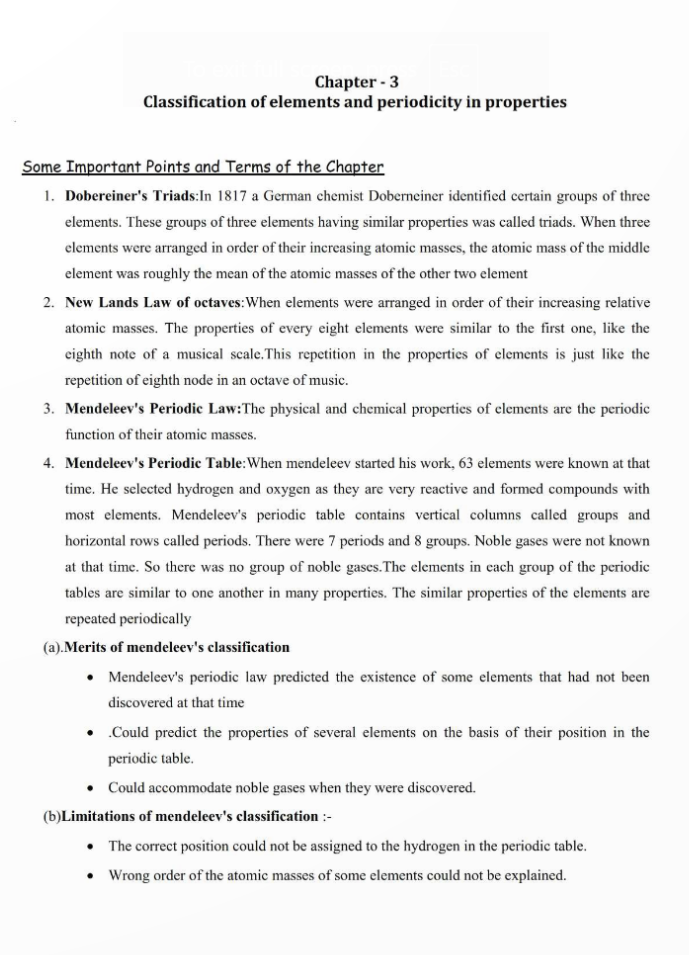 Chapter - 3
Classification of elements and periodicity in properties
Some Important Points and Terms of the Chapter
1. Dobereiner's Triads:In 1817 a German chemist Doberneiner identified certain groups of three
elements. These groups of three elements having similar properties was called triads. When three
elements were arranged in order of their increasing atomic masses, the atomic mass of the middle
element was roughly the mean of the atomic masses of the other two element
2. New Lands Law of octaves:When elements were arranged in order of their increasing relative
atomic masses. The properties of every eight elements were similar to the first one, like the
eighth note of a musical scale.This repetition in the properties of elements is just like the
repetition of eighth node in an octave of music.
3. Mendeleev's Periodic Law:The physical and chemical properties of elements are the periodic
function of their atomic masses.
4. Mendeleev's Periodic Table:When mendeleev started his work, 63 elements were known at that
time. He selected hydrogen and oxygen as they are very reactive and formed compounds with
most elements. Mendeleev's periodic table contains vertical columns called groups and
horizontal rows called periods. There were 7 periods and 8 groups. Noble gases were not known
at that time. So there was no group of noble gases.The elements in each group of the periodic
tables are similar to one another in many properties. The similar properties of the elements are
repeated periodically
(a).Merits of mendeleev's classification
• Mendeleev's periodic law predicted the existence of some elements that had not been
discovered at that time
• .Could predict the properties of several elements on the basis of their position in the
periodic table.
• Could accommodate noble gases when they were discovered.
(b)Limitations of mendeleev's classification :-
• The correct position could not be assigned to the hydrogen in the periodic table.
• Wrong order of the atomic masses of some elements could not be explained.